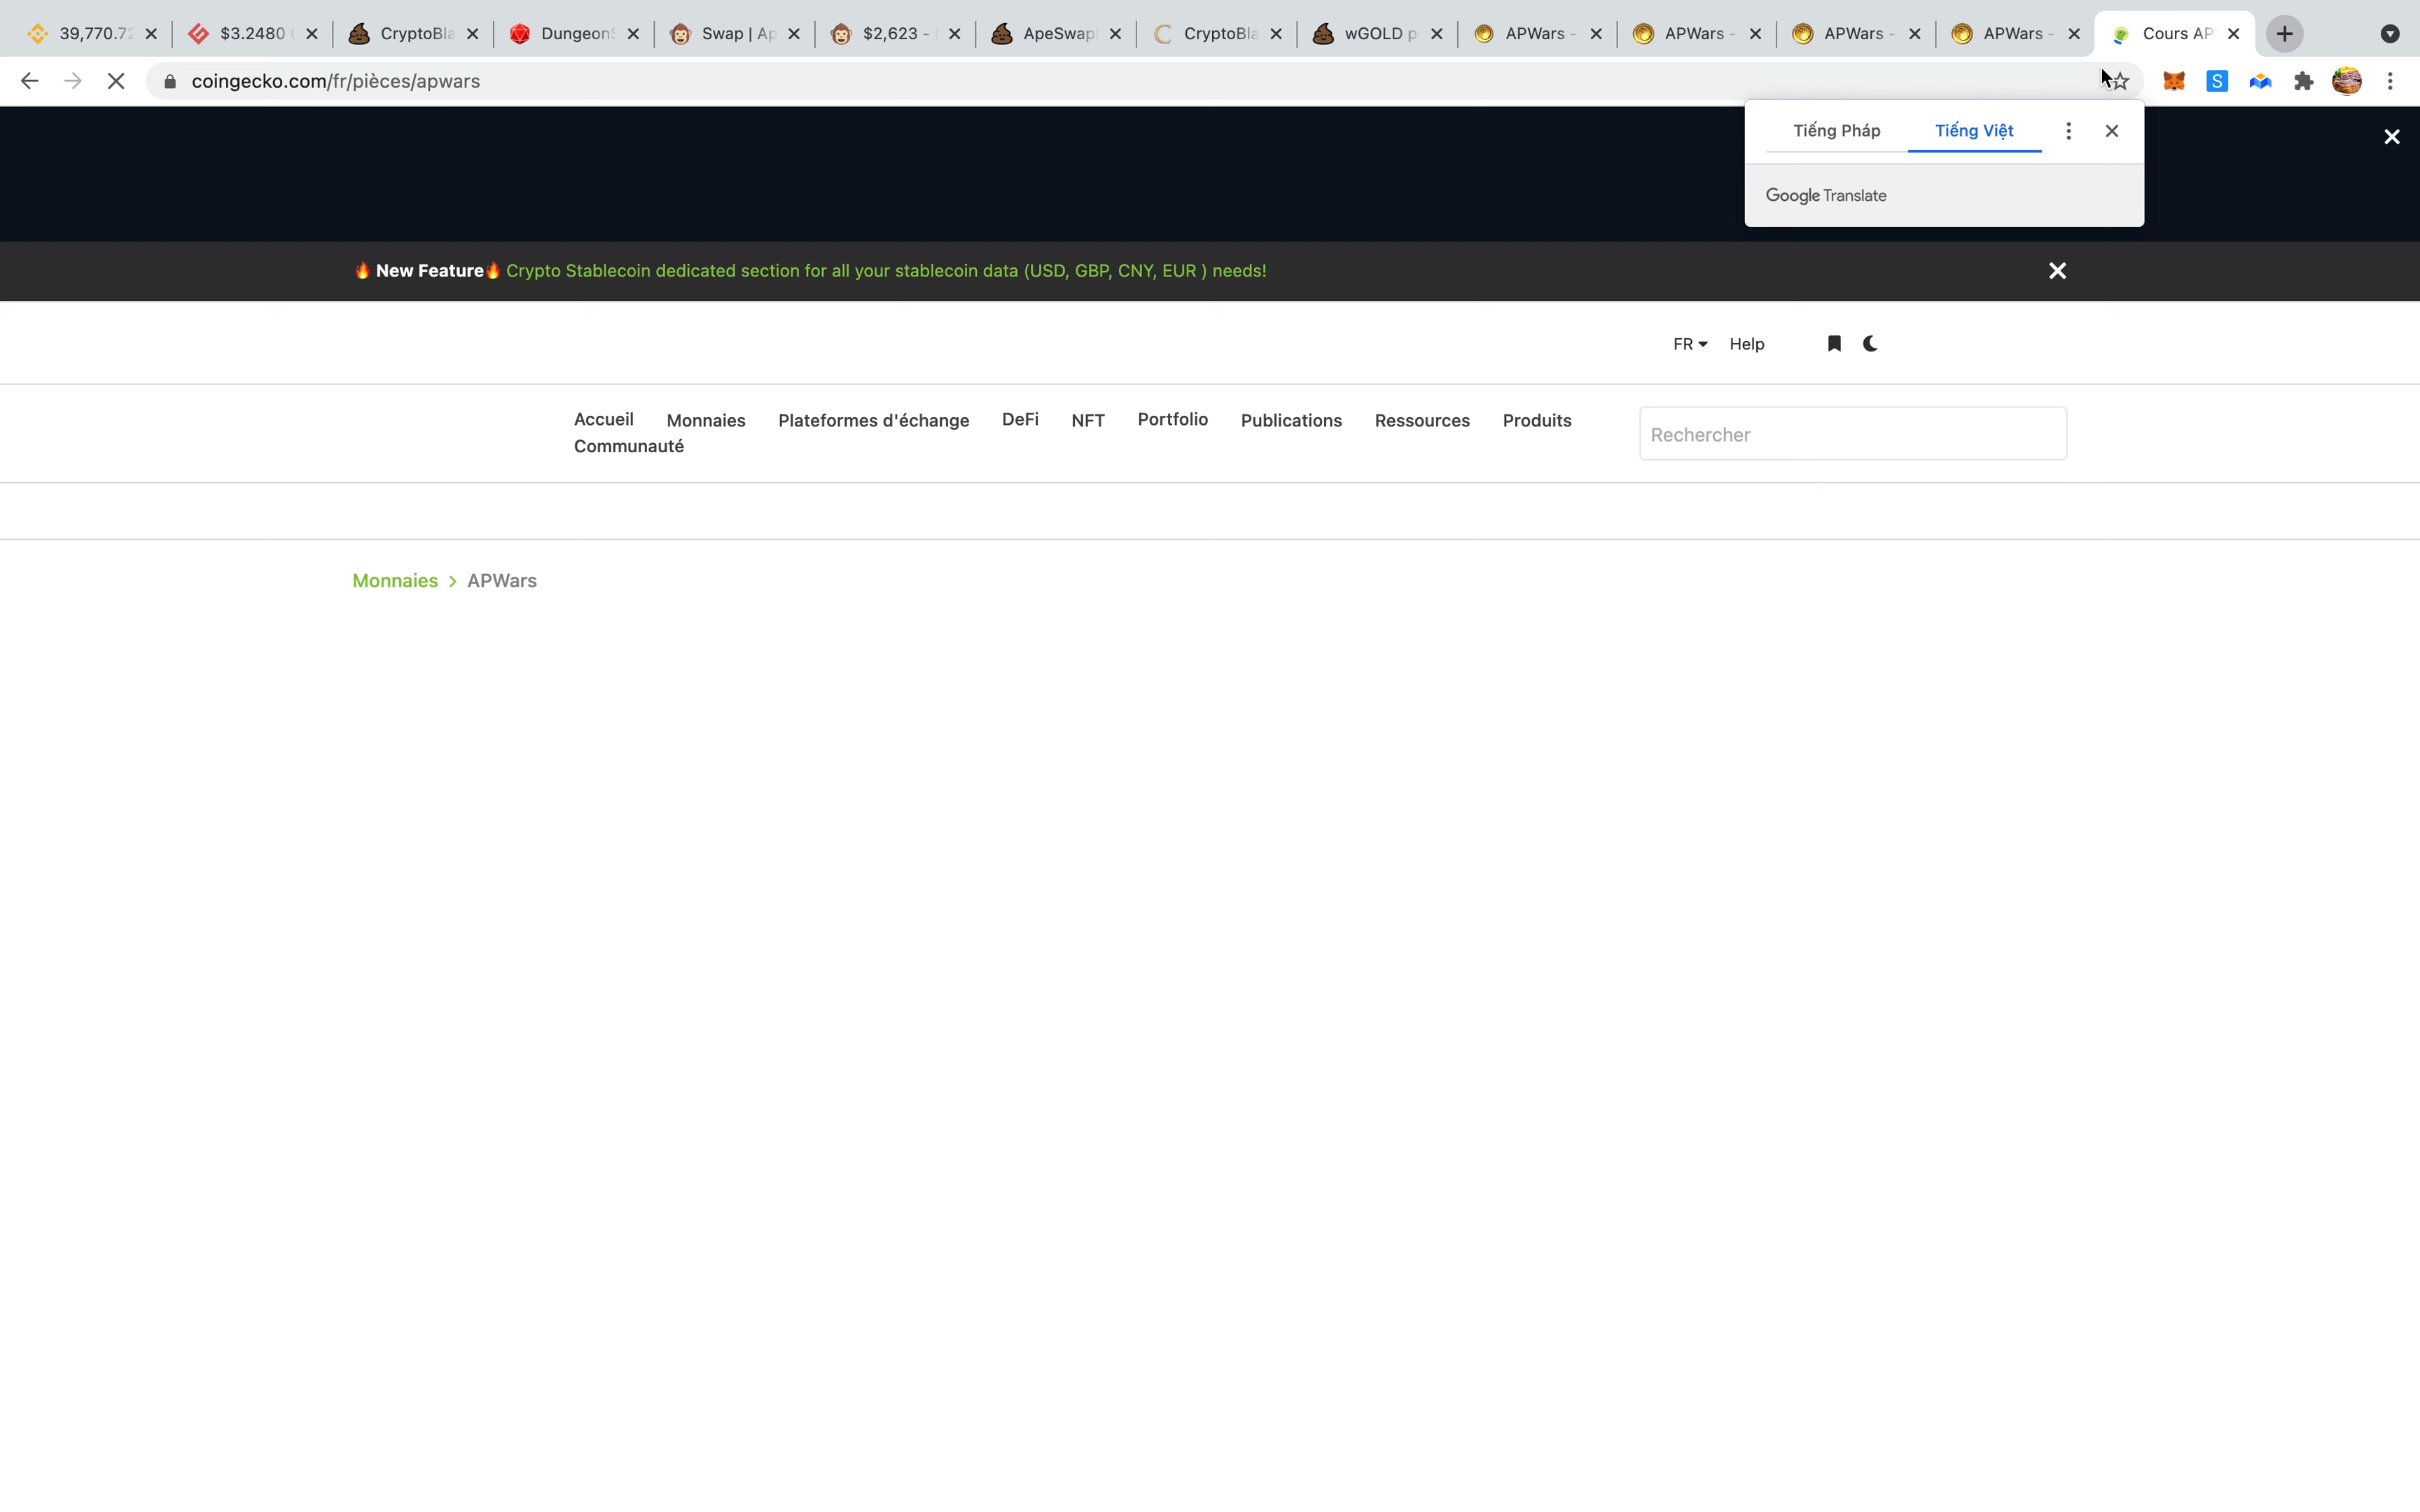 39,770.72
$3.2480
CryptoBla
Dungeon
Swap | Ap
$2,623 -
ApeSwap
CryptoBla
wGOLD p
APWars -
APWars -
APWars -
APWars -
Cours AP
coingecko.com/fr/pièces/apwars
S
Tiếng Pháp Tiếng Việt
Google Translate
🔥 New Feature🔥 Crypto Stablecoin dedicated section for all your stablecoin data (USD, GBP, CNY, EUR ) needs!
FR Help
Accueil Monnaies Plateformes d'échange DeFi NFT Portfolio Publications Ressources Produits
Communauté
Rechercher
Monnaies > APWars